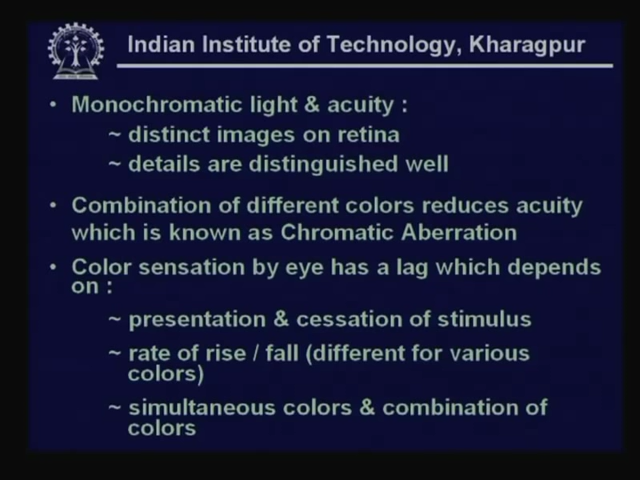 Indian Institute of Technology, Kharagpur
• Monochromatic light & acuity :
~ distinct images on retina
~ details are distinguished well
• Combination of different colors reduces acuity
which is known as Chromatic Aberration
• Color sensation by eye has a lag which depends
on :
~ presentation & cessation of stimulus
~ rate of rise / fall (different for various
colors)
~ simultaneous colors & combination of
colors